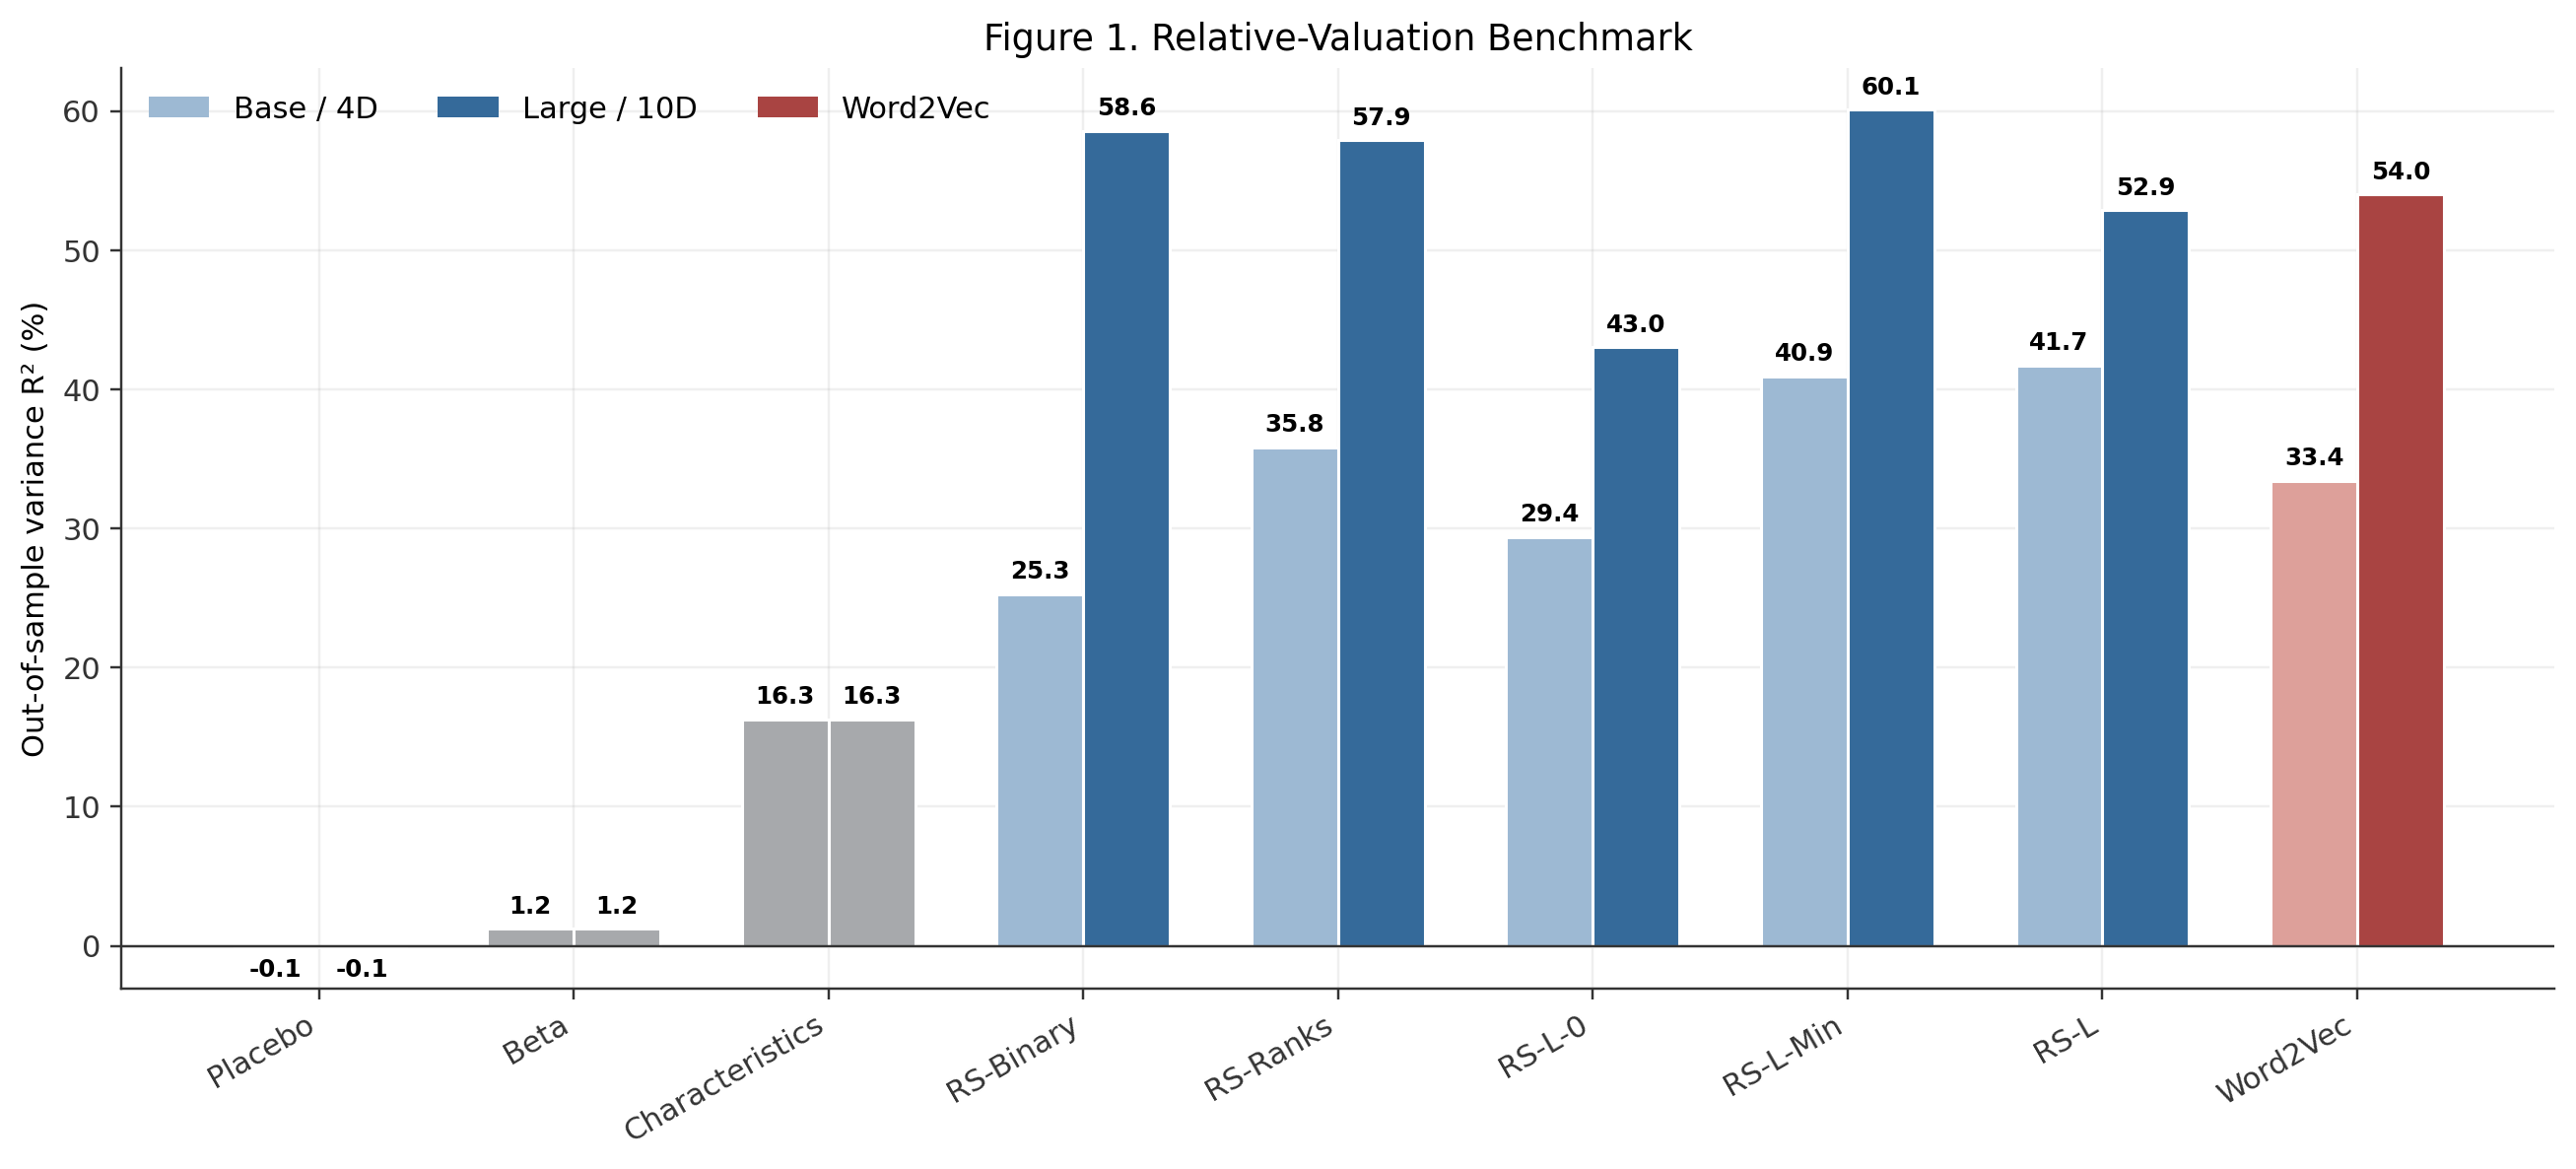 Figure 1. Relative-Valuation Benchmark
Base / 4D
Large / 10D
Word2Vec
Out-of-sample variance R² (%)
60
50
40
30
20
10
0
-0.1 -0.1
1.2 1.2
16.3 16.3
25.3 58.6
35.8 57.9
29.4 43.0
40.9 60.1
41.7 52.9
33.4 54.0
Placebo
Beta
Characteristics
RS-Binary
RS-Ranks
RS-L-0
RS-L-Min
RS-L
Word2Vec